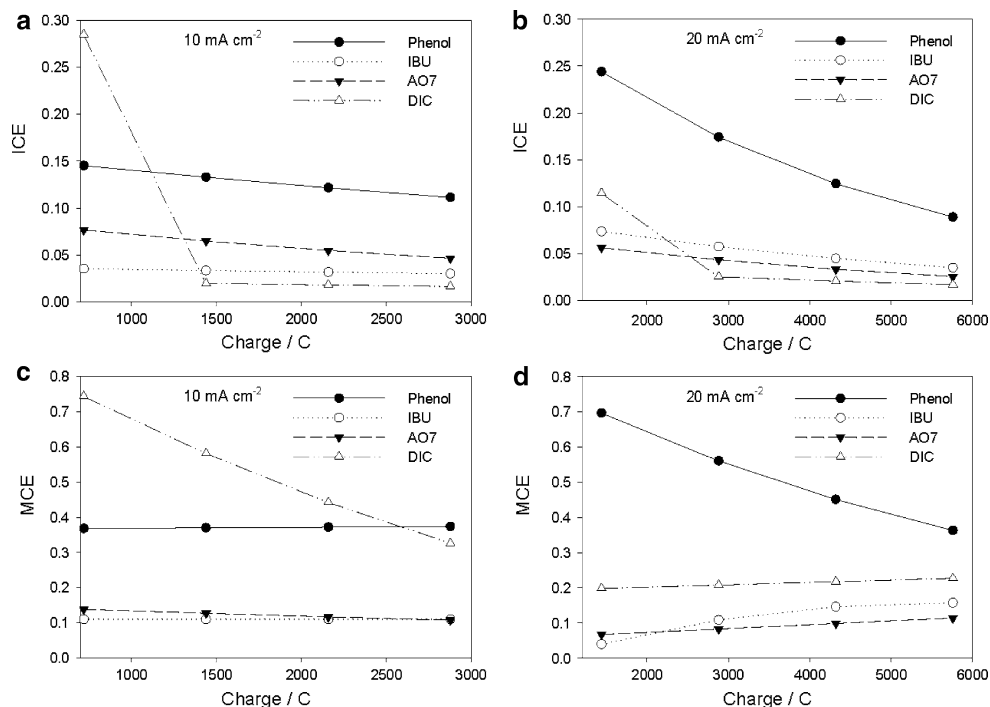 a
10 mA cm-2
Phenol
IBU
AO7
DIC
ICE
0.30
0.25
0.20
0.15
0.10
0.05
0.00
1000 1500 2000 2500 3000
Charge / C
b
20 mA cm-2
Phenol
IBU
AO7
DIC
ICE
0.30
0.25
0.20
0.15
0.10
0.05
0.00
2000 3000 4000 5000 6000
Charge / C
c
10 mA cm-2
Phenol
IBU
AO7
DIC
MCE
0.8
0.7
0.6
0.5
0.4
0.3
0.2
0.1
0.0
1000 1500 2000 2500 3000
Charge / C
d
20 mA cm-2
Phenol
IBU
AO7
DIC
MCE
0.8
0.7
0.6
0.5
0.4
0.3
0.2
0.1
0.0
2000 3000 4000 5000 6000
Charge / C